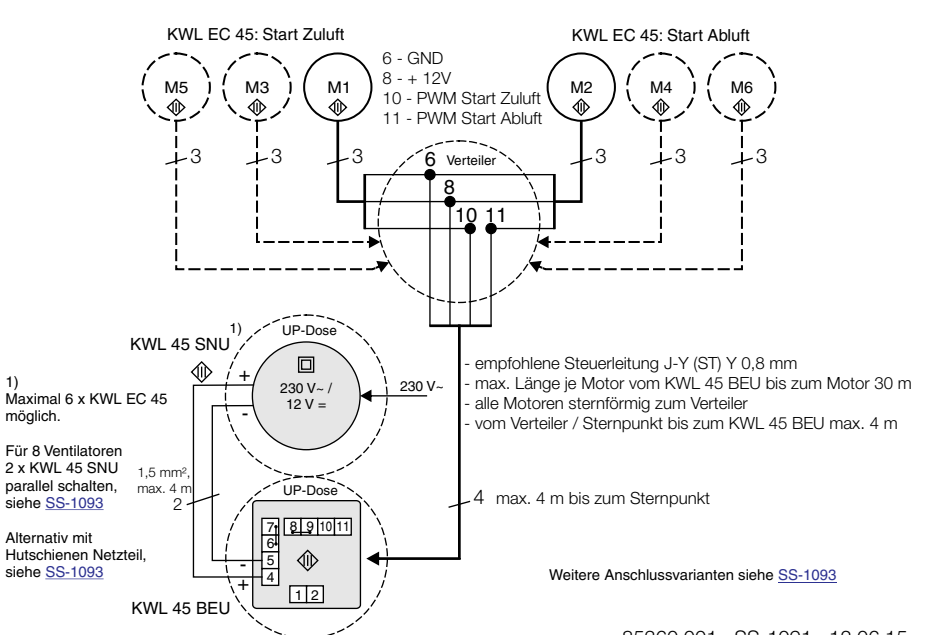 KWL EC 45: Start Zuluft
KWL EC 45: Start Abluft
M5
M3
M1
6 - GND
8 - + 12V
10 - PWM Start Zuluft
11 - PWM Start Abluft
M2
M4
M6
3
3
3
3
3
3
6
Verteiler
8
10 11
KWL 45 SNU 1)
UP-Dose
+
-
230 V~ /
12 V =
230 V~
- empfohlene Steuerleitung J-Y (ST) Y 0,8 mm
- max. Länge je Motor vom KWL 45 BEU bis zum Motor 30 m
- alle Motoren sternförmig zum Verteiler
- vom Verteiler / Sternpunkt bis zum KWL 45 BEU max. 4 m
1)
Maximal 6 x KWL EC 45
möglich.
Für 8 Ventilatoren
2 x KWL 45 SNU
parallel schalten,
siehe SS-1093
Alternativ mit
Hutschienen Netzteil,
siehe SS-1093
1,5 mm²,
max. 4 m
2
UP-Dose
4 max. 4 m bis zum Sternpunkt
7
8 9 10 11
6
5
4
-
+
1 2
KWL 45 BEU
Weitere Anschlussvarianten siehe SS-1093